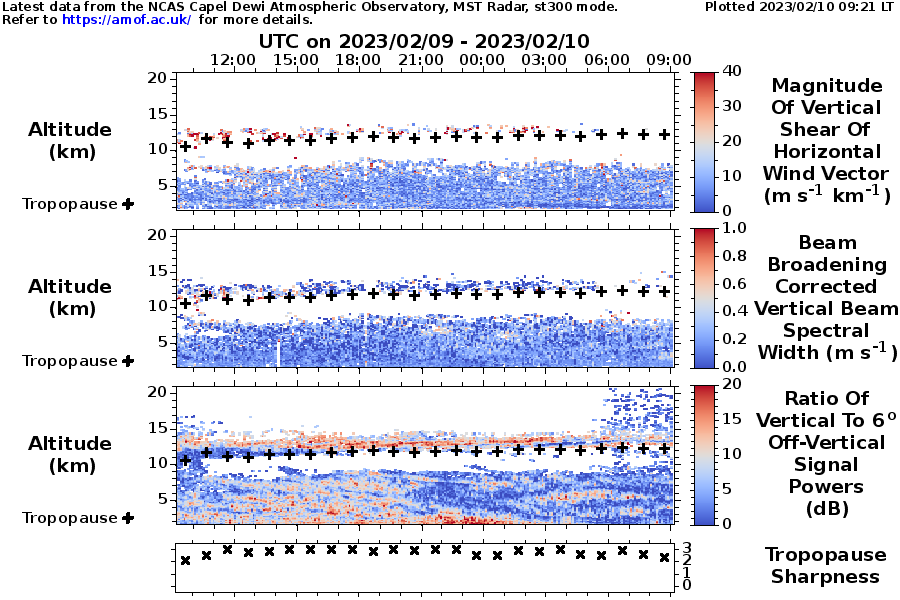 Latest data from the NCAS Capel Dewi Atmospheric Observatory, MST Radar, st300 mode.
Plotted 2023/02/10 09:21 LT
Refer to https://amof.ac.uk/ for more details.
UTC on 2023/02/09 - 2023/02/10
12:00 15:00 18:00 21:00 00:00 03:00 06:00 09:00
20
15
10
5
Altitude
(km)
Tropopause
40
30
20
10
0
Magnitude
Of Vertical
Shear Of
Horizontal
Wind Vector
(m s-1 km-1)
20
15
10
5
Altitude
(km)
Tropopause
1.0
0.8
0.6
0.4
0.2
0.0
Beam
Broadening
Corrected
Vertical Beam
Spectral
Width (m s-1)
20
15
10
5
Altitude
(km)
Tropopause
20
15
10
5
0
Ratio Of
Vertical To 6o
Off-Vertical
Signal
Powers
(dB)
3
2
1
0
Tropopause
Sharpness